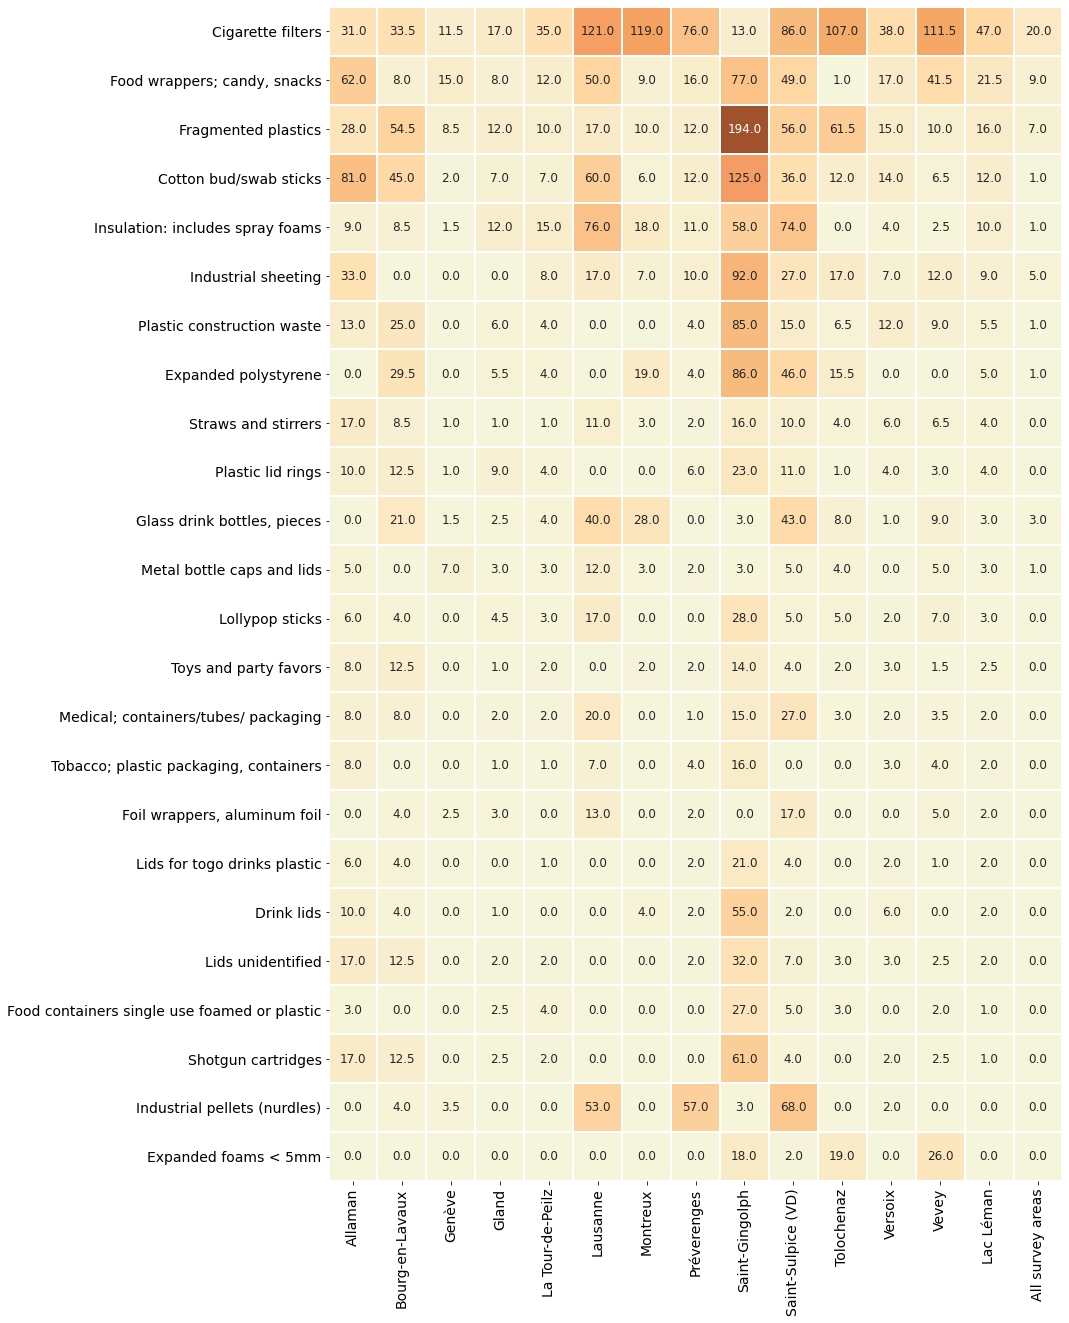 Cigarette filters 31.0 33.5 11.5 17.0 35.0 121.0 119.0 76.0 13.0 86.0 107.0 38.0 111.5 47.0 20.0
Food wrappers; candy, snacks 62.0 8.0 15.0 8.0 12.0 50.0 9.0 16.0 77.0 49.0 1.0 17.0 41.5 21.5 9.0
Fragmented plastics 28.0 54.5 8.5 12.0 10.0 17.0 10.0 12.0 194.0 56.0 61.5 15.0 10.0 16.0 7.0
Cotton bud/swab sticks 81.0 45.0 2.0 7.0 7.0 60.0 6.0 12.0 125.0 36.0 12.0 14.0 6.5 12.0 1.0
Insulation: includes spray foams 9.0 8.5 1.5 12.0 15.0 76.0 18.0 11.0 58.0 74.0 0.0 4.0 2.5 10.0 1.0
Industrial sheeting 33.0 0.0 0.0 0.0 8.0 17.0 7.0 10.0 92.0 27.0 17.0 7.0 12.0 9.0 5.0
Plastic construction waste 13.0 25.0 0.0 6.0 4.0 0.0 0.0 4.0 85.0 15.0 6.5 12.0 9.0 5.5 1.0
Expanded polystyrene 0.0 29.5 0.0 5.5 4.0 0.0 19.0 4.0 86.0 46.0 15.5 0.0 0.0 5.0 1.0
Straws and stirrers 17.0 8.5 1.0 1.0 1.0 11.0 3.0 2.0 16.0 10.0 4.0 6.0 6.5 4.0 0.0
Plastic lid rings 10.0 12.5 1.0 9.0 4.0 0.0 0.0 6.0 23.0 11.0 1.0 4.0 3.0 4.0 0.0
Glass drink bottles, pieces 0.0 21.0 1.5 2.5 4.0 40.0 28.0 0.0 3.0 43.0 8.0 1.0 9.0 3.0 3.0
Metal bottle caps and lids 5.0 0.0 7.0 3.0 3.0 12.0 3.0 2.0 3.0 5.0 4.0 0.0 5.0 3.0 1.0
Lollypop sticks 6.0 4.0 0.0 4.5 3.0 17.0 0.0 0.0 28.0 5.0 5.0 2.0 7.0 3.0 0.0
Toys and party favors 8.0 12.5 0.0 1.0 2.0 0.0 2.0 2.0 14.0 4.0 2.0 3.0 1.5 2.5 0.0
Medical; containers/tubes/ packaging 8.0 8.0 0.0 2.0 2.0 20.0 0.0 1.0 15.0 27.0 3.0 2.0 3.5 2.0 0.0
Tobacco; plastic packaging, containers 8.0 0.0 0.0 1.0 1.0 7.0 0.0 4.0 16.0 0.0 0.0 3.0 4.0 2.0 0.0
Foil wrappers, aluminum foil 0.0 4.0 2.5 3.0 0.0 13.0 0.0 2.0 0.0 17.0 0.0 0.0 5.0 2.0 0.0
Lids for togo drinks plastic 6.0 4.0 0.0 0.0 1.0 0.0 0.0 2.0 21.0 4.0 0.0 2.0 1.0 2.0 0.0
Drink lids 10.0 4.0 0.0 1.0 0.0 0.0 4.0 2.0 55.0 2.0 0.0 6.0 0.0 2.0 0.0
Lids unidentified 17.0 12.5 0.0 2.0 2.0 0.0 0.0 2.0 32.0 7.0 3.0 3.0 2.5 2.0 0.0
Food containers single use foamed or plastic 3.0 0.0 0.0 2.5 4.0 0.0 0.0 0.0 27.0 5.0 3.0 0.0 2.0 1.0 0.0
Shotgun cartridges 17.0 12.5 0.0 2.5 2.0 0.0 0.0 0.0 61.0 4.0 0.0 2.0 2.5 1.0 0.0
Industrial pellets (nurdles) 0.0 4.0 3.5 0.0 0.0 53.0 0.0 57.0 3.0 68.0 0.0 2.0 0.0 0.0 0.0
Expanded foams < 5mm 0.0 0.0 0.0 0.0 0.0 0.0 0.0 0.0 18.0 2.0 19.0 0.0 26.0 0.0 0.0
Allaman
Bourg-en-Lavaux
Genève
Gland
La Tour-de-Peilz
Lausanne
Montreux
Préverenges
Saint-Gingolph
Saint-Sulpice (VD)
Tolochenaz
Versoix
Vevey
Lac Léman
All survey areas